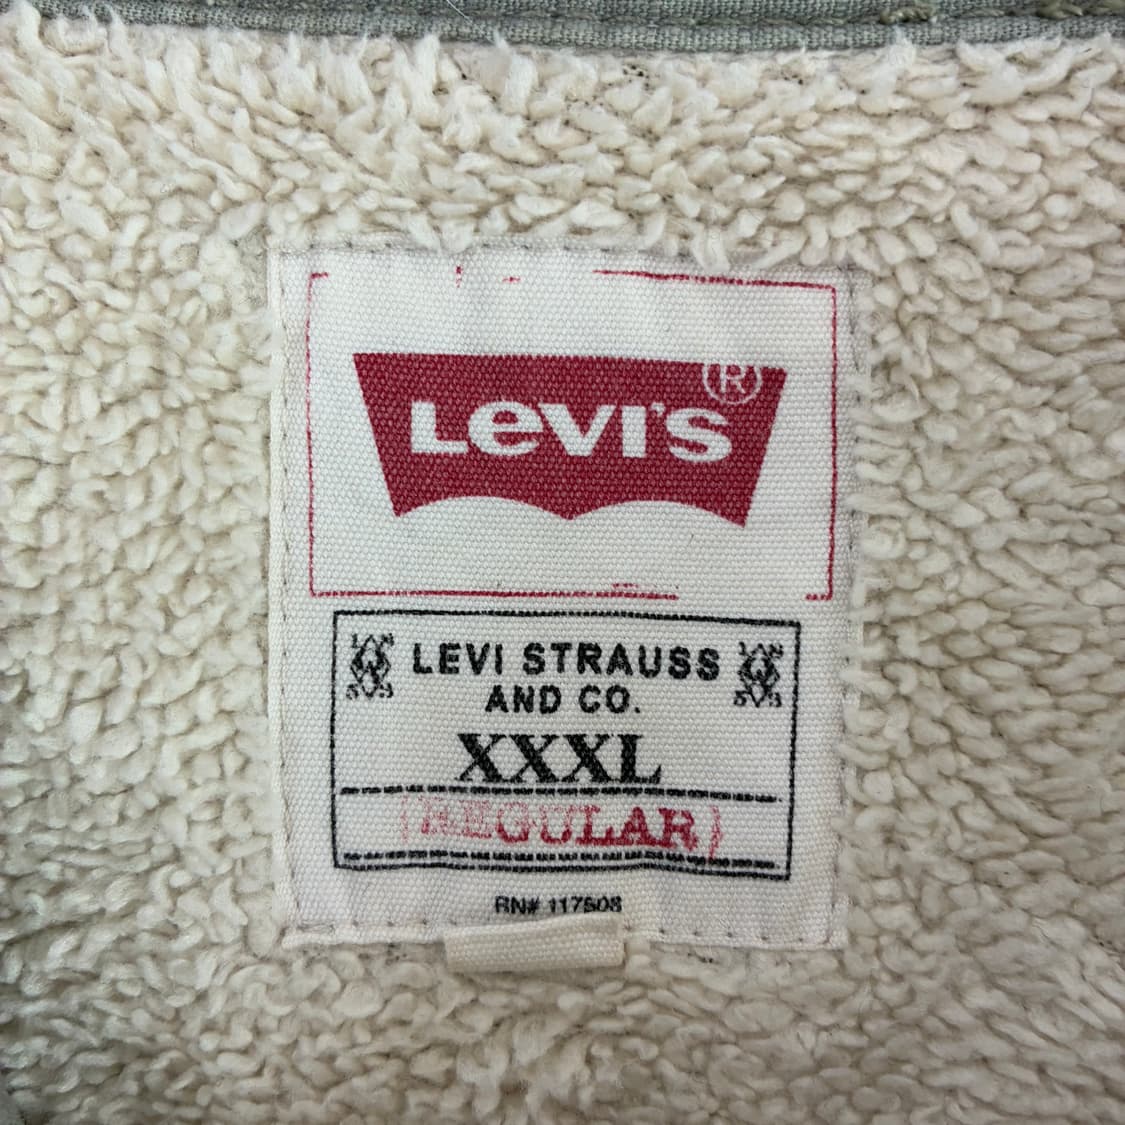 LEVI'S®
LEVI STRAUSS
AND CO.
XXXL
{REGULAR}
RN# 117508